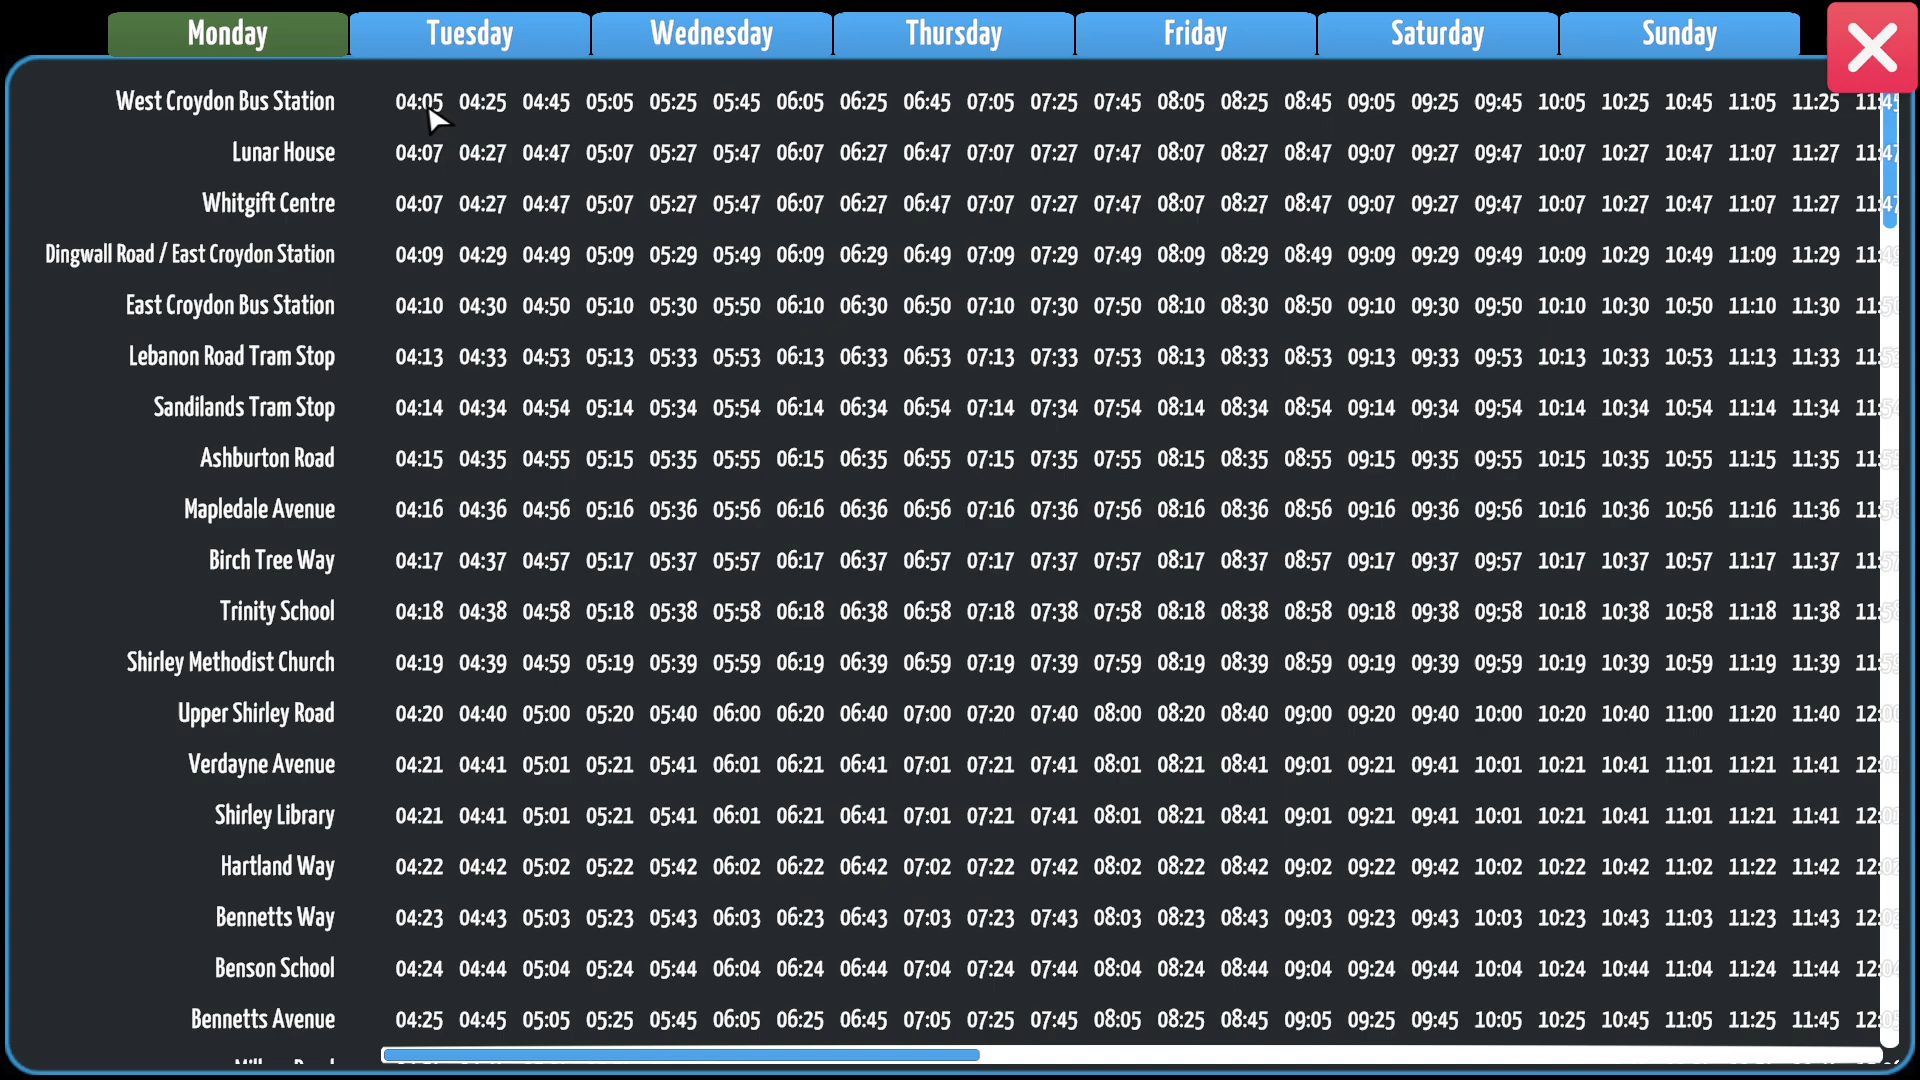 Monday Tuesday Wednesday Thursday Friday Saturday Sunday
West Croydon Bus Station 04:05 04:25 04:45 05:05 05:25 05:45 06:05 06:25 06:45 07:05 07:25 07:45 08:05 08:25 08:45 09:05 09:25 09:45 10:05 10:25 10:45 11:05 11:25 11:45
Lunar House 04:07 04:27 04:47 05:07 05:27 05:47 06:07 06:27 06:47 07:07 07:27 07:47 08:07 08:27 08:47 09:07 09:27 09:47 10:07 10:27 10:47 11:07 11:27 11:47
Whitgift Centre 04:07 04:27 04:47 05:07 05:27 05:47 06:07 06:27 06:47 07:07 07:27 07:47 08:07 08:27 08:47 09:07 09:27 09:47 10:07 10:27 10:47 11:07 11:27 11:47
Dingwall Road / East Croydon Station 04:09 04:29 04:49 05:09 05:29 05:49 06:09 06:29 06:49 07:09 07:29 07:49 08:09 08:29 08:49 09:09 09:29 09:49 10:09 10:29 10:49 11:09 11:29 11:49
East Croydon Bus Station 04:10 04:30 04:50 05:10 05:30 05:50 06:10 06:30 06:50 07:10 07:30 07:50 08:10 08:30 08:50 09:10 09:30 09:50 10:10 10:30 10:50 11:10 11:30 11:50
Lebanon Road Tram Stop 04:13 04:33 04:53 05:13 05:33 05:53 06:13 06:33 06:53 07:13 07:33 07:53 08:13 08:33 08:53 09:13 09:33 09:53 10:13 10:33 10:53 11:13 11:33 11:53
Sandilands Tram Stop 04:14 04:34 04:54 05:14 05:34 05:54 06:14 06:34 06:54 07:14 07:34 07:54 08:14 08:34 08:54 09:14 09:34 09:54 10:14 10:34 10:54 11:14 11:34 11:54
Ashburton Road 04:15 04:35 04:55 05:15 05:35 05:55 06:15 06:35 06:55 07:15 07:35 07:55 08:15 08:35 08:55 09:15 09:35 09:55 10:15 10:35 10:55 11:15 11:35 11:55
Mapledale Avenue 04:16 04:36 04:56 05:16 05:36 05:56 06:16 06:36 06:56 07:16 07:36 07:56 08:16 08:36 08:56 09:16 09:36 09:56 10:16 10:36 10:56 11:16 11:36 11:56
Birch Tree Way 04:17 04:37 04:57 05:17 05:37 05:57 06:17 06:37 06:57 07:17 07:37 07:57 08:17 08:37 08:57 09:17 09:37 09:57 10:17 10:37 10:57 11:17 11:37 11:57
Trinity School 04:18 04:38 04:58 05:18 05:38 05:58 06:18 06:38 06:58 07:18 07:38 07:58 08:18 08:38 08:58 09:18 09:38 09:58 10:18 10:38 10:58 11:18 11:38 11:58
Shirley Methodist Church 04:19 04:39 04:59 05:19 05:39 05:59 06:19 06:39 06:59 07:19 07:39 07:59 08:19 08:39 08:59 09:19 09:39 09:59 10:19 10:39 10:59 11:19 11:39 11:59
Upper Shirley Road 04:20 04:40 05:00 05:20 05:40 06:00 06:20 06:40 07:00 07:20 07:40 08:00 08:20 08:40 09:00 09:20 09:40 10:00 10:20 10:40 11:00 11:20 11:40 12:00
Verdayne Avenue 04:21 04:41 05:01 05:21 05:41 06:01 06:21 06:41 07:01 07:21 07:41 08:01 08:21 08:41 09:01 09:21 09:41 10:01 10:21 10:41 11:01 11:21 11:41 12:01
Shirley Library 04:21 04:41 05:01 05:21 05:41 06:01 06:21 06:41 07:01 07:21 07:41 08:01 08:21 08:41 09:01 09:21 09:41 10:01 10:21 10:41 11:01 11:21 11:41 12:01
Hartland Way 04:22 04:42 05:02 05:22 05:42 06:02 06:22 06:42 07:02 07:22 07:42 08:02 08:22 08:42 09:02 09:22 09:42 10:02 10:22 10:42 11:02 11:22 11:42 12:02
Bennetts Way 04:23 04:43 05:03 05:23 05:43 06:03 06:23 06:43 07:03 07:23 07:43 08:03 08:23 08:43 09:03 09:23 09:43 10:03 10:23 10:43 11:03 11:23 11:43 12:03
Benson School 04:24 04:44 05:04 05:24 05:44 06:04 06:24 06:44 07:04 07:24 07:44 08:04 08:24 08:44 09:04 09:24 09:44 10:04 10:24 10:44 11:04 11:24 11:44 12:04
Bennetts Avenue 04:25 04:45 05:05 05:25 05:45 06:05 06:25 06:45 07:05 07:25 07:45 08:05 08:25 08:45 09:05 09:25 09:45 10:05 10:25 10:45 11:05 11:25 11:45 12:05